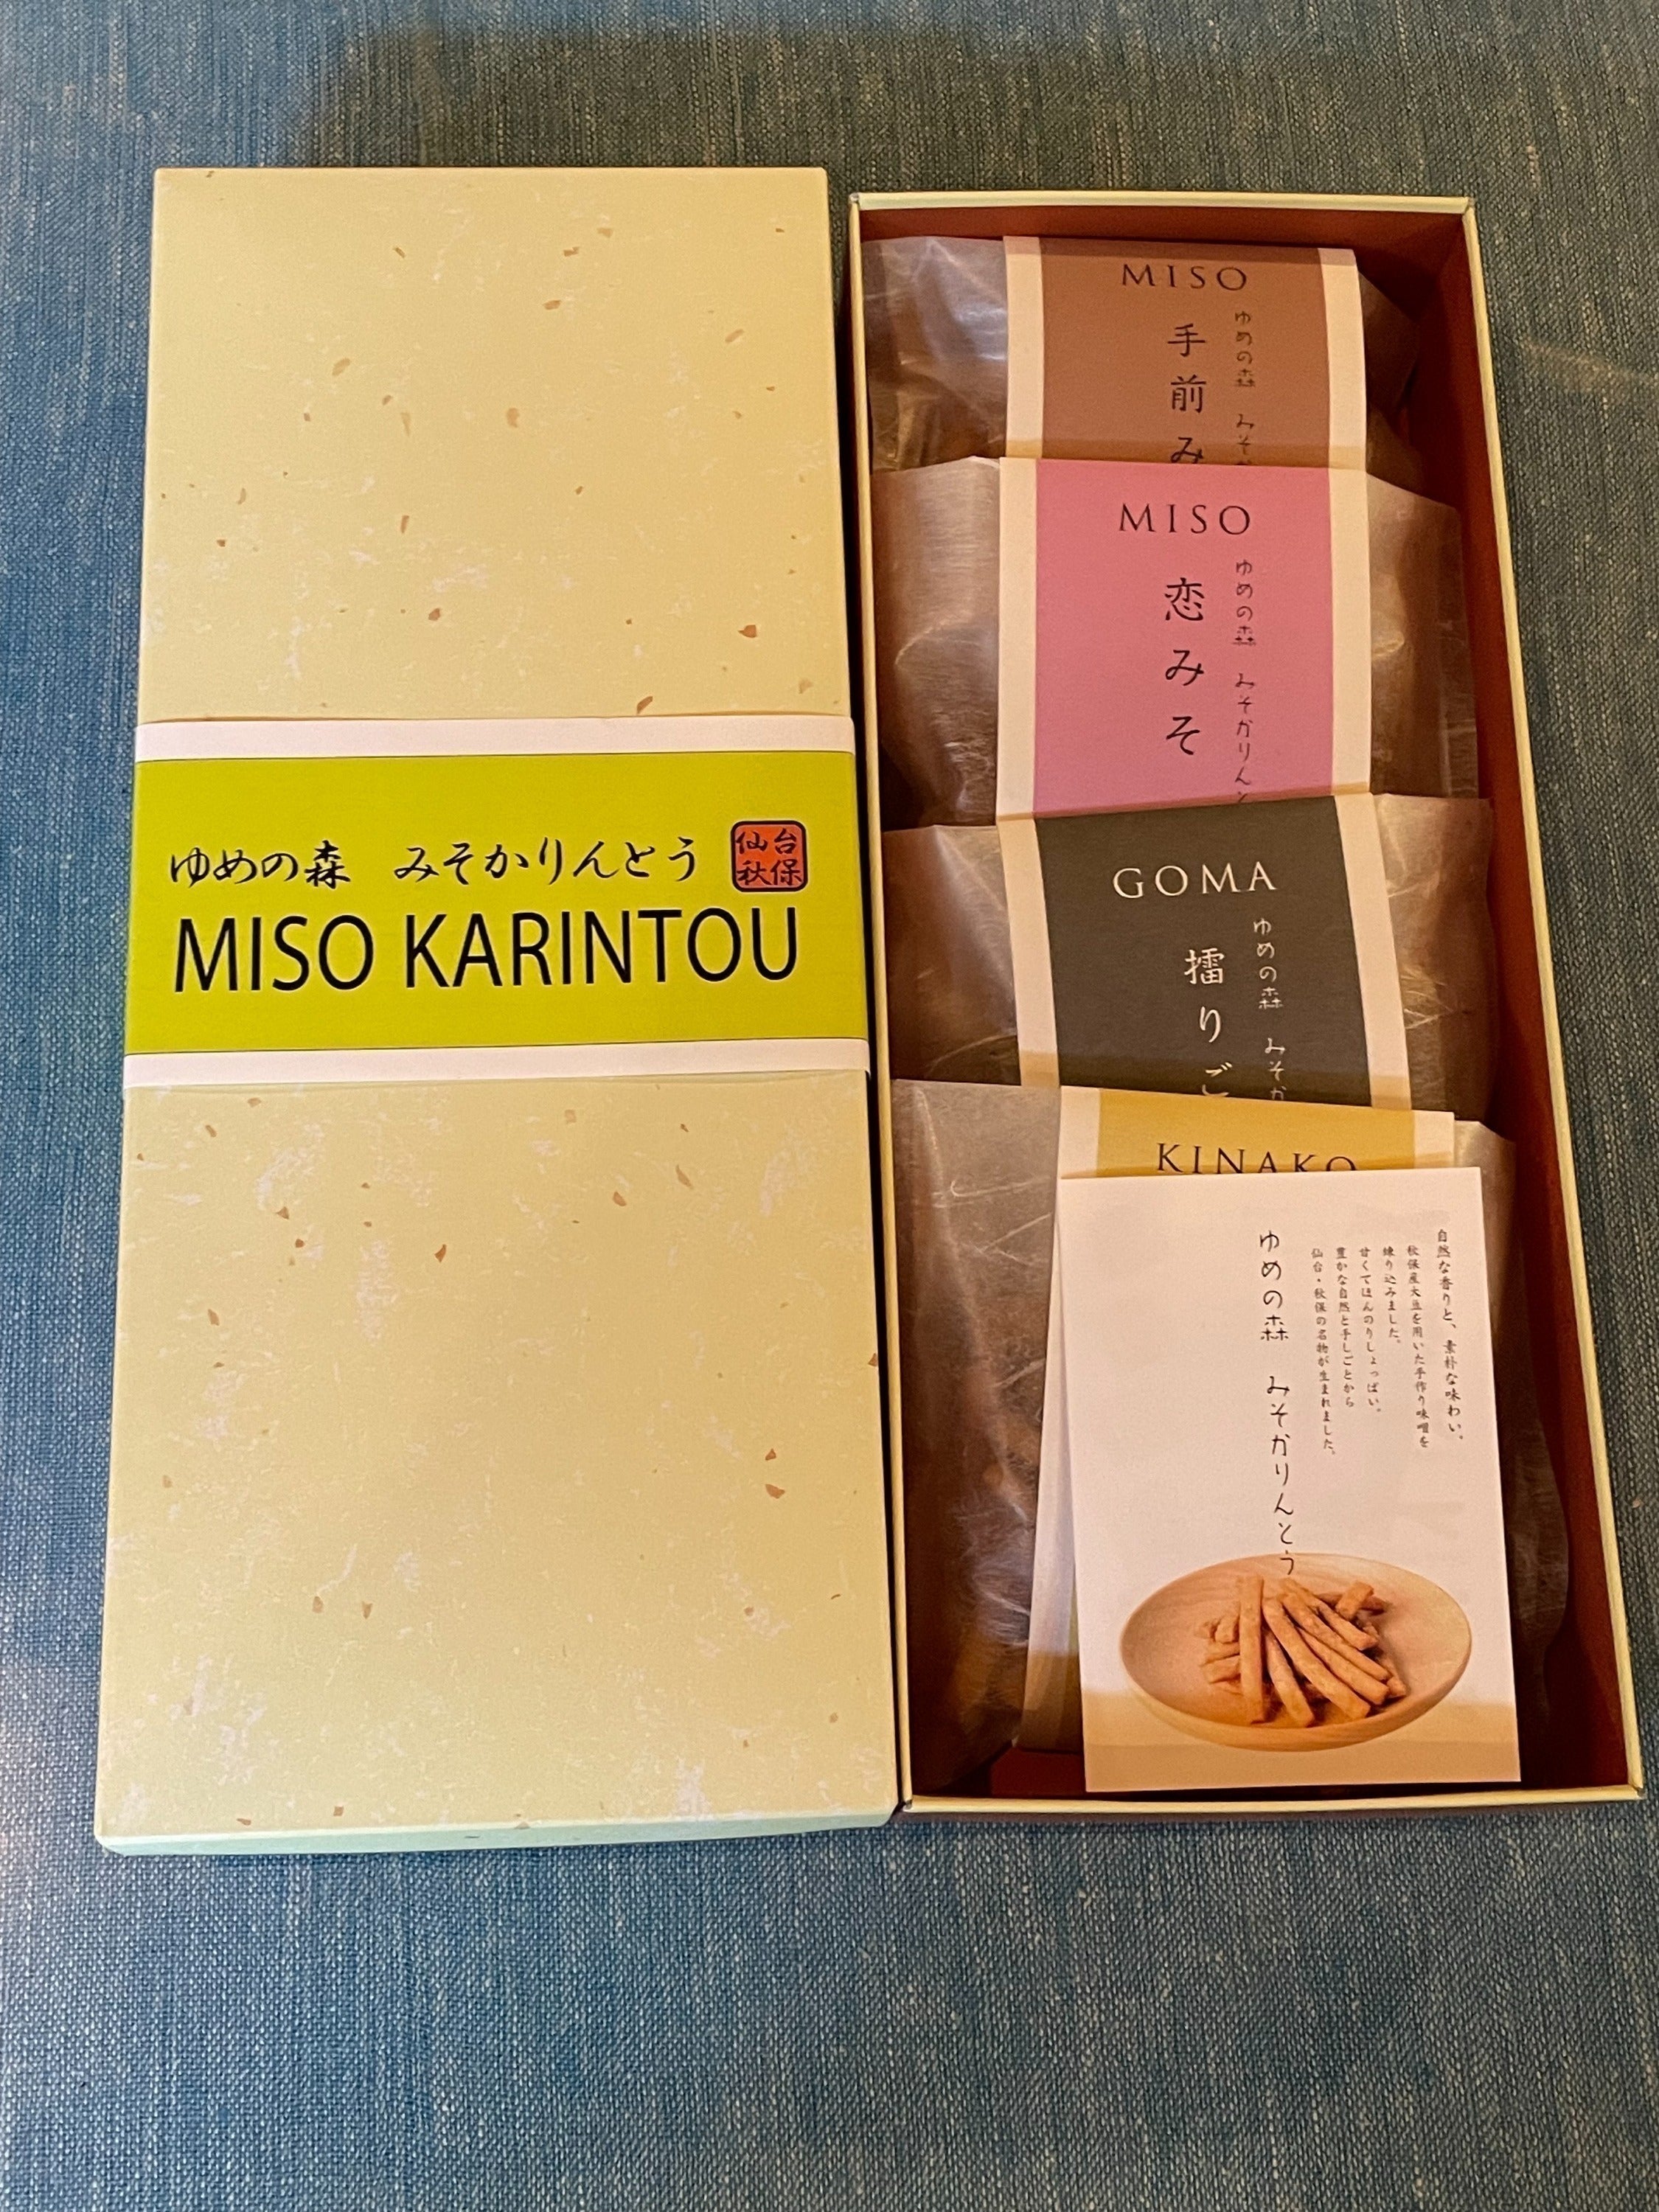 ゆめの森 みそかりんとう
仙台
秋保
MISO KARINTOU
MISO
ゆめの森 みそか
手前み
MISO
ゆめの森 みそかりんと
恋みそ
GOMA
ゆめの森 みそか
擂りご
KINAKO
自然な香りと、素朴な味わい。
秋保産大豆を用いた手作り味噌を
練り込みました。
甘くてほんのりしょっぱい。
豊かな自然と手しごとから
仙台・秋保の名物が生まれました。
ゆめの森 みそかりんとう